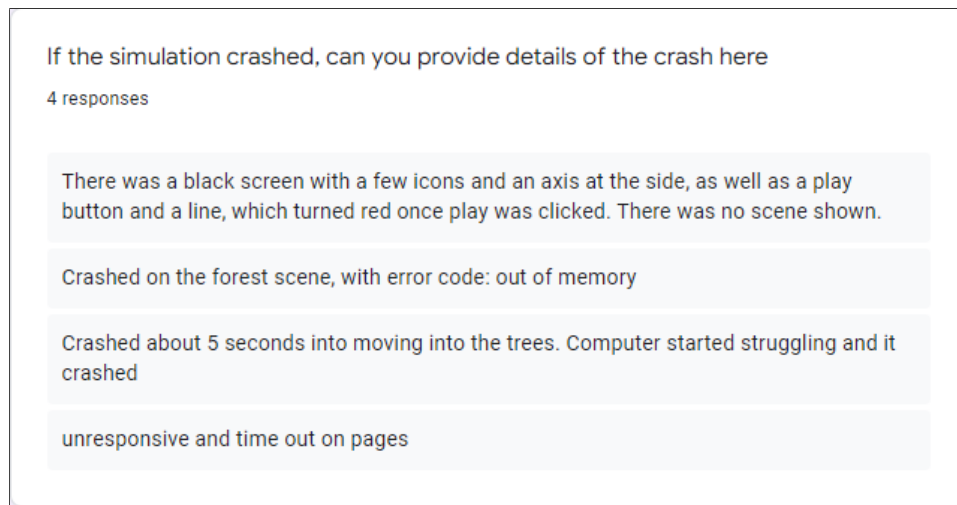 If the simulation crashed, can you provide details of the crash here
4 responses
There was a black screen with a few icons and an axis at the side, as well as a play
button and a line, which turned red once play was clicked. There was no scene shown.
Crashed on the forest scene, with error code: out of memory
Crashed about 5 seconds into moving into the trees. Computer started struggling and it
crashed
unresponsive and time out on pages